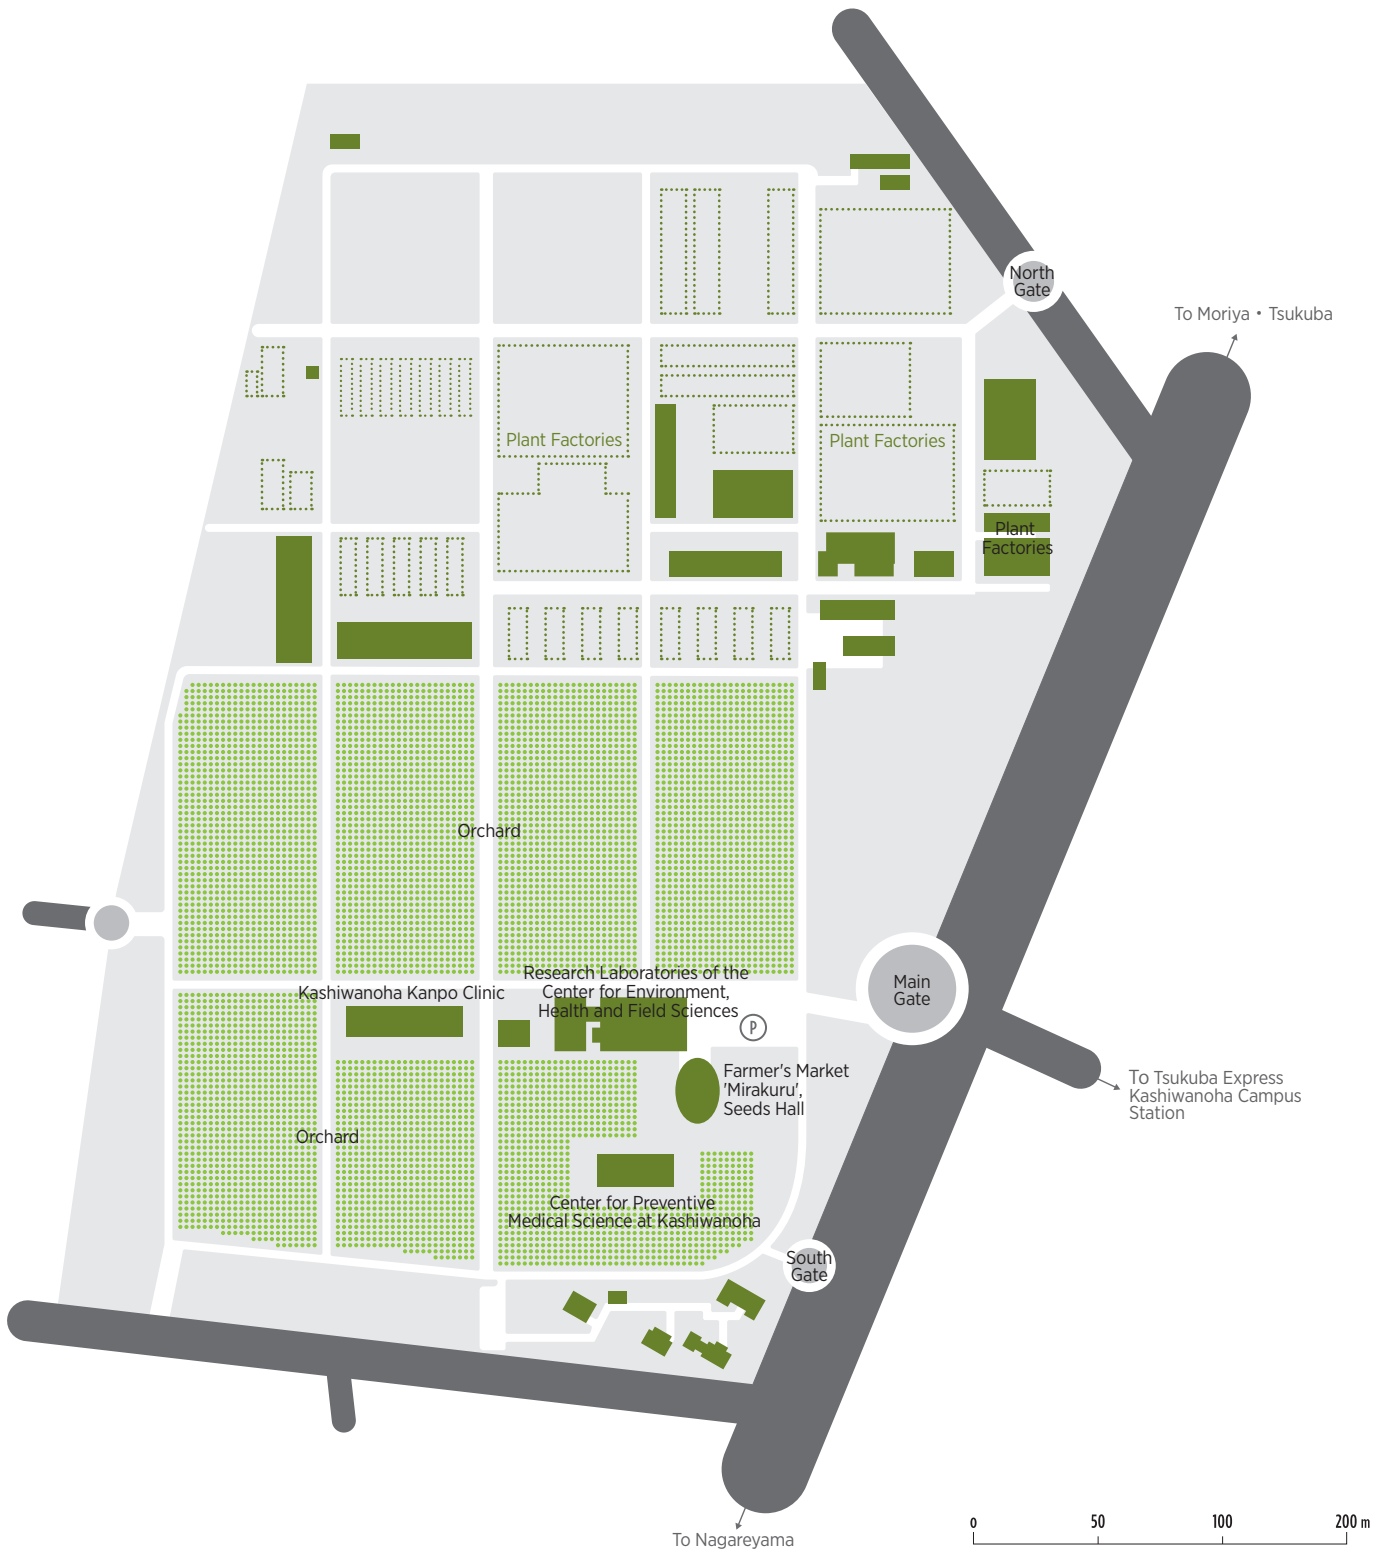 North
Gate
To Moriya • Tsukuba
Plant Factories
Plant Factories
Plant
Factories
Orchard
Research Laboratories of the
Center for Environment,
Health and Field Sciences
Kashiwanoha Kanpo Clinic
Main
Gate
P
Farmer's Market
'Mirakuru',
Seeds Hall
To Tsukuba Express
Kashiwanoha Campus
Station
Orchard
Center for Preventive
Medical Science at Kashiwanoha
South
Gate
To Nagareyama
0 50 100 200 m